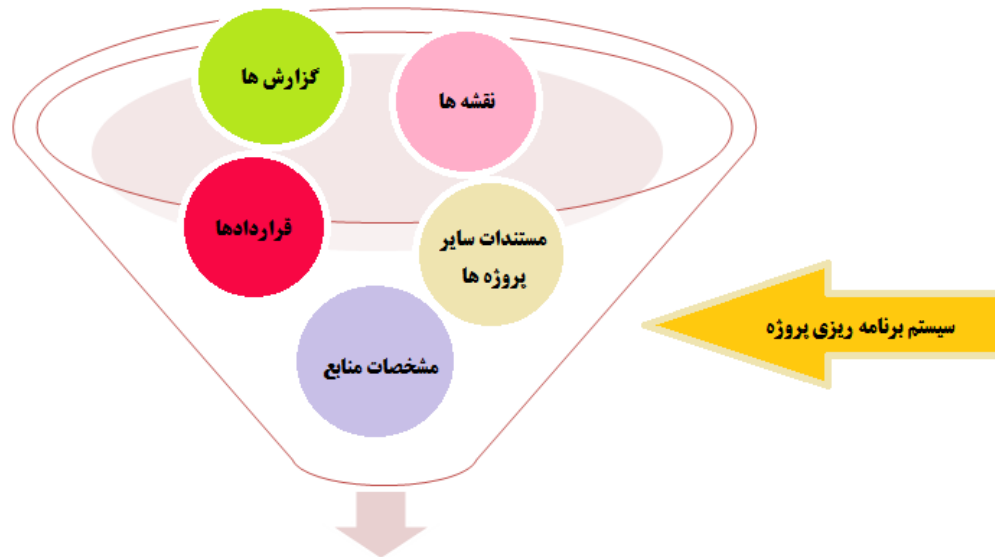 گزارش ها
نقشه ها
قراردادها
مستندات سایر
پروژه ها
سیستم برنامه ریزی پروژه
مشخصات منابع